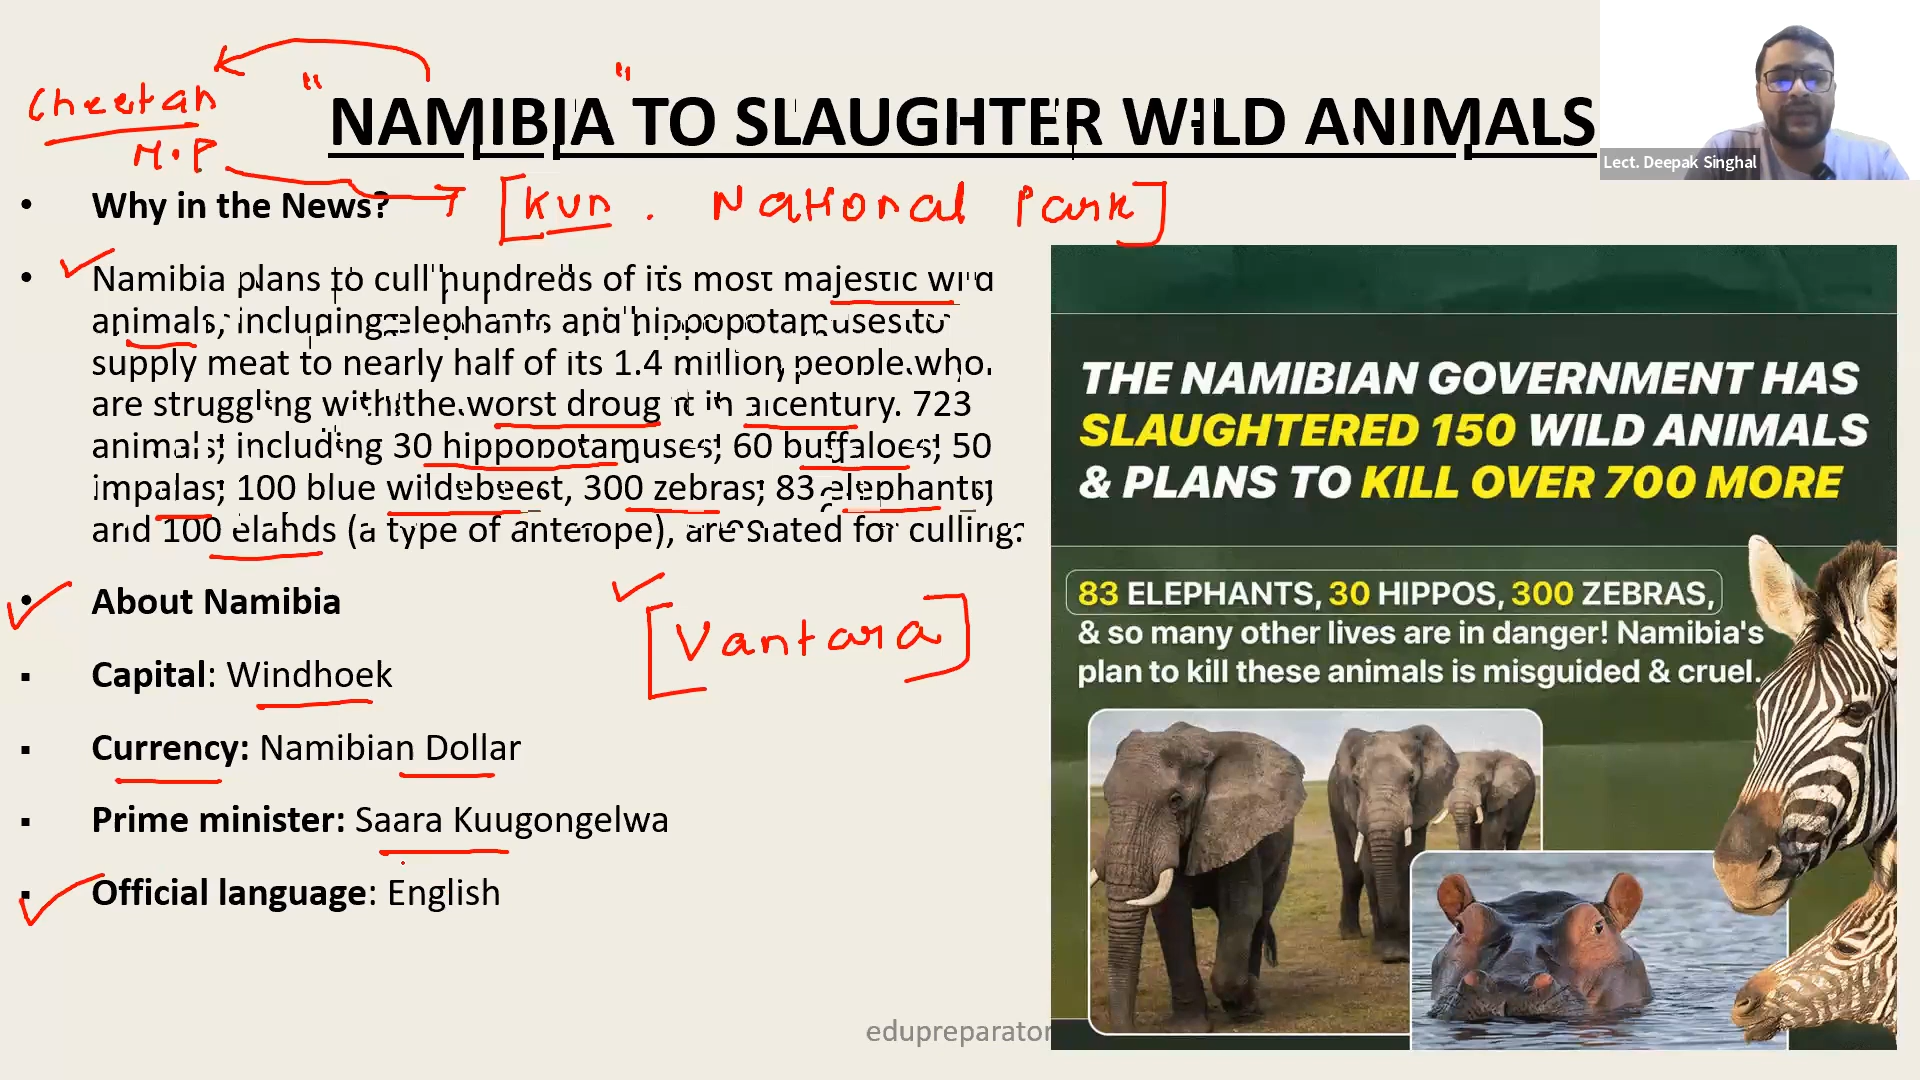 Cheetah
M.P
"NAMIBIA" TO SLAUGHTER WILD ANIMALS
Lect. Deepak Singhal
• Why in the News?
[Kun. National Park]
• Namibia plans to cull hundreds of its most majestic wild
animals, including elephants and hippopotamuses to
supply meat to nearly half of its 1.4 million people who
are struggling with the worst drought in a century. 723
animals, including 30 hippopotamuses, 60 buffaloes, 50
impalas, 100 blue wildebeest, 300 zebras, 83 elephants,
and 100 elands (a type of antelope), are slated for culling.
• About Namibia
[Vantara]
▪ Capital: Windhoek
▪ Currency: Namibian Dollar
▪ Prime minister: Saara Kuugongelwa
▪ Official language: English
edupreparator
THE NAMIBIAN GOVERNMENT HAS
SLAUGHTERED 150 WILD ANIMALS
& PLANS TO KILL OVER 700 MORE
83 ELEPHANTS, 30 HIPPOS, 300 ZEBRAS,
& so many other lives are in danger! Namibia's
plan to kill these animals is misguided & cruel.